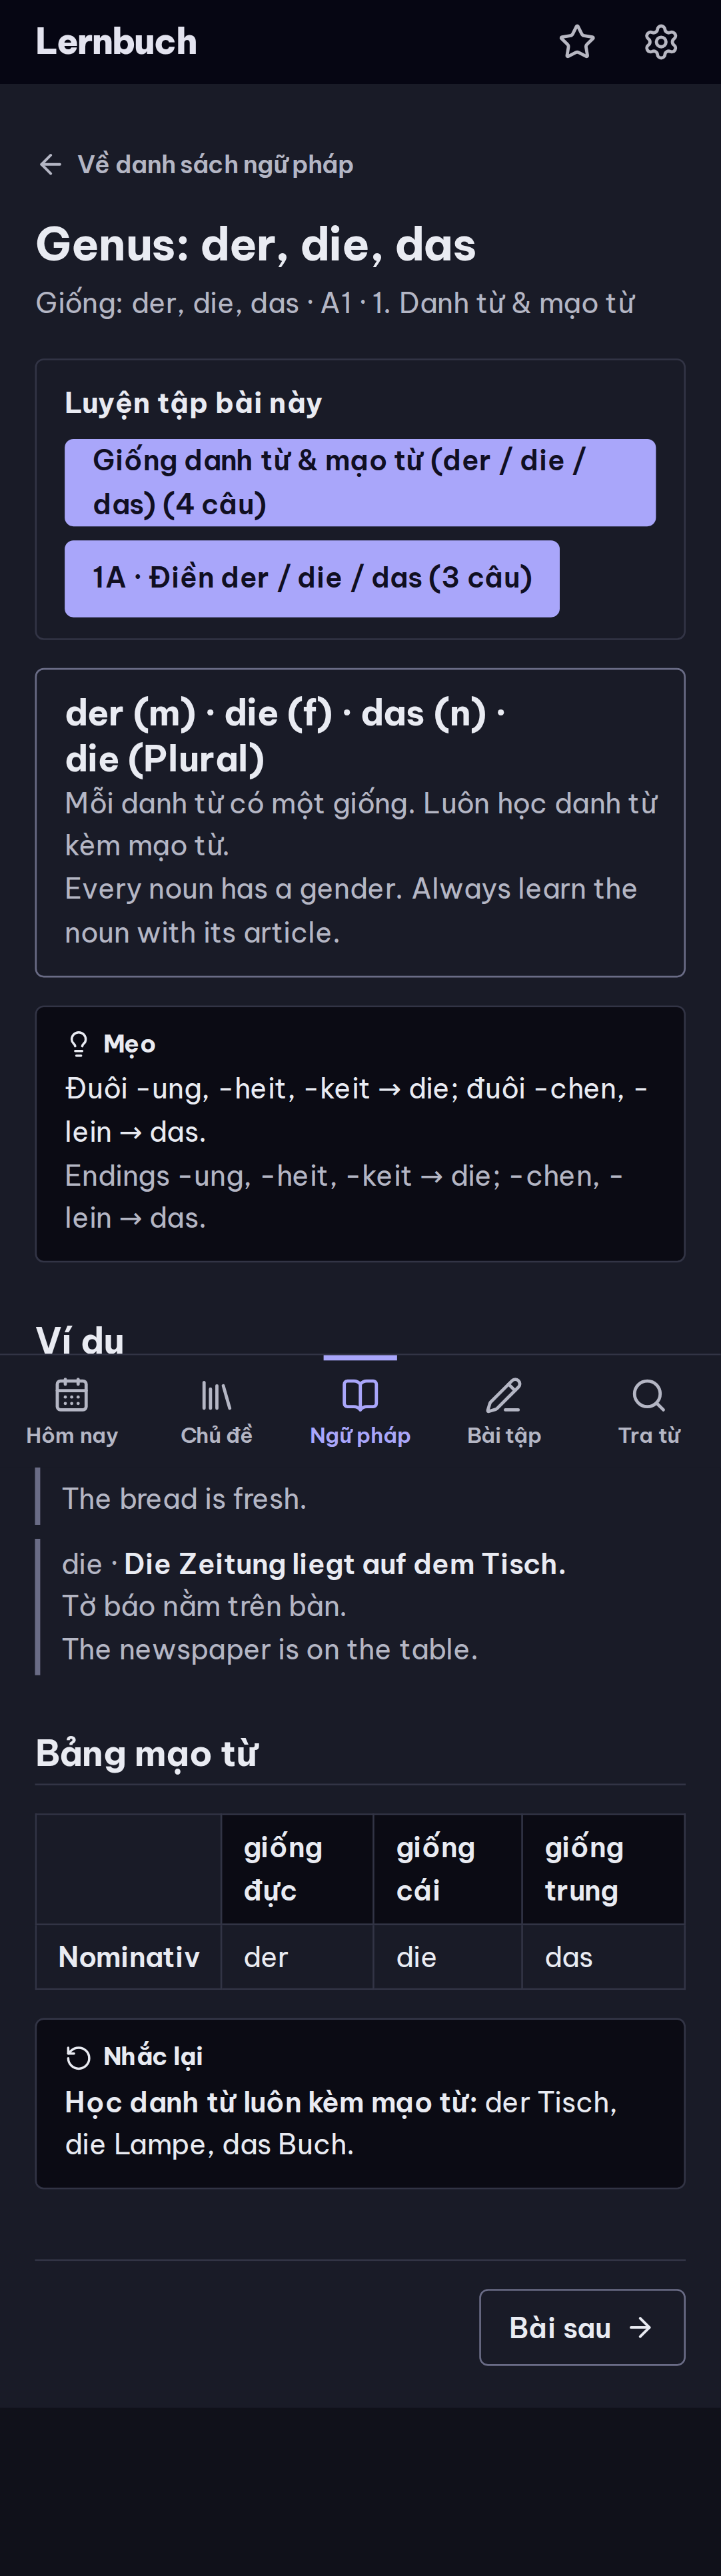 Lernbuch
Về danh sách ngữ pháp
Genus: der, die, das
Giống: der, die, das · A1 · 1. Danh từ & mạo từ
Luyện tập bài này
Giống danh từ & mạo từ (der / die /
das) (4 câu)
1A · Điền der / die / das (3 câu)
der (m) · die (f) · das (n) ·
die (Plural)
Mỗi danh từ có một giống. Luôn học danh từ
kèm mạo từ.
Every noun has a gender. Always learn the
noun with its article.
Mẹo
Đuôi -ung, -heit, -keit → die; đuôi -chen, -
lein → das.
Endings -ung, -heit, -keit → die; -chen, -
lein → das.
Ví dụ
Hôm nay
Chủ đề
Ngữ pháp
Bài tập
Tra từ
The bread is fresh.
die · Die Zeitung liegt auf dem Tisch.
Tờ báo nằm trên bàn.
The newspaper is on the table.
Bảng mạo từ
giống đực
giống cái
giống trung
Nominativ der die das
Nhắc lại
Học danh từ luôn kèm mạo từ: der Tisch,
die Lampe, das Buch.
Bài sau →